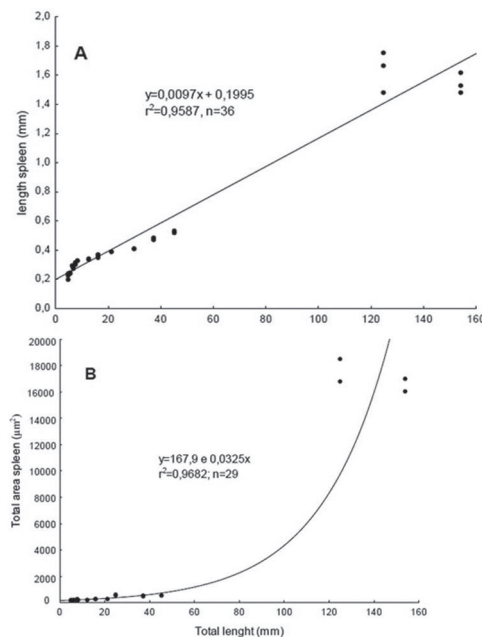 2,0
A
1,8
1,6
y=0,0097x + 0,1995
1,4
r²=0,9587, n=36
1,2
length spleen (mm)
1,0
0,8
0,6
0,4
0,2
0,0
0 20 40 60 80 100 120 140 160
20000
B
18000
16000
14000
12000
y=167,9 e 0,0325x
r²=0,9682; n=29
10000
Total area spleen (µm²)
8000
6000
4000
2000
0
0 20 40 60 80 100 120 140 160
Total lenght (mm)